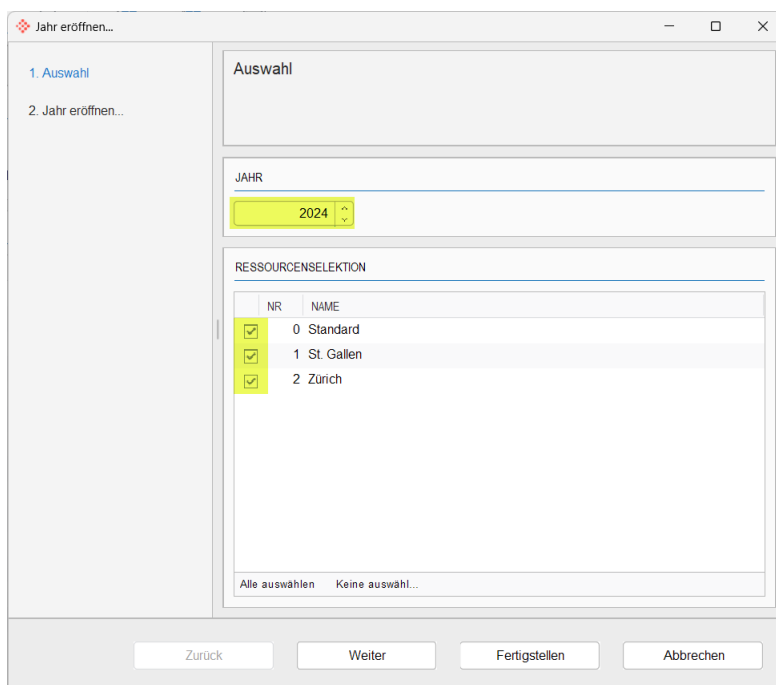 Jahr eröffnen...
1. Auswahl
2. Jahr eröffnen...
Auswahl
JAHR
2024
RESSOURCENSELEKTION
NR NAME
0 Standard
1 St. Gallen
2 Zürich
Alle auswählen Keine auswähl...
Zurück Weiter Fertigstellen Abbrechen